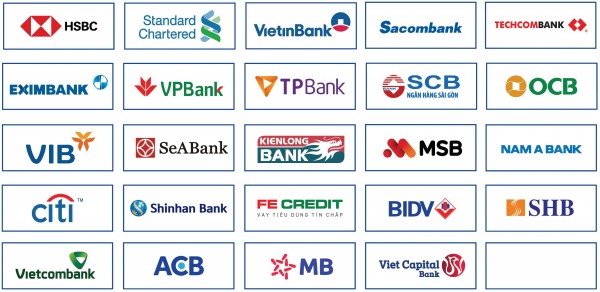 HSBC
Standard
Chartered
VietinBank
Sacombank
TECHCOMBANK
EXIMBANK
VPBank
TPBank
SCB
NGÂN HÀNG SÀI GÒN
OCB
VIB
SeABank
KIENLONG
BANK
MSB
NAM A BANK
citi
Shinhan Bank
FE CREDIT
VAY TIÊU DÙNG TÍN CHẤP
BIDV
SHB
Vietcombank
ACB
MB
Viet Capital
Bank